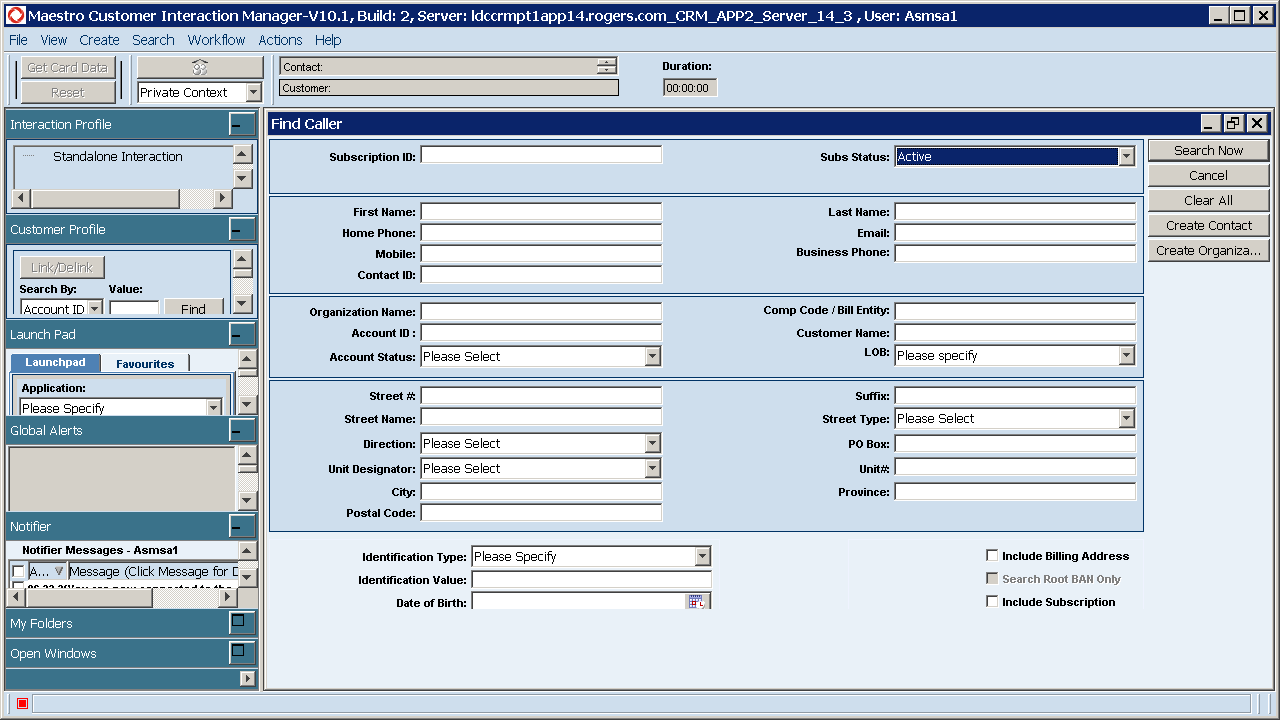 Maestro Customer Interaction Manager-V10.1, Build: 2, Server: ldccrmpt1app14.rogers.com_CRM_APP2_Server_14_3 , User: Asmsa1
File View Create Search Workflow Actions Help
Get Card Data
Reset
Private Context
Contact:
Customer:
Duration:
00:00:00
Interaction Profile
Standalone Interaction
Customer Profile
Link/Delink
Search By: Value:
Account ID Find
Launch Pad
Launchpad Favourites
Application:
Please Specify
Global Alerts
Notifier
Notifier Messages - Asmsa1
A... Message (Click Message for D
My Folders
Open Windows
Find Caller
Subscription ID: Subs Status: Active
First Name: Last Name:
Home Phone: Email:
Mobile: Business Phone:
Contact ID:
Organization Name: Comp Code / Bill Entity:
Account ID : Customer Name:
Account Status: Please Select LOB: Please specify
Street #: Suffix:
Street Name: Street Type: Please Select
Direction: Please Select PO Box:
Unit Designator: Please Select Unit#:
City: Province:
Postal Code:
Identification Type: Please Specify Include Billing Address
Identification Value: Search Root BAN Only
Date of Birth: Include Subscription
Search Now
Cancel
Clear All
Create Contact
Create Organiza...